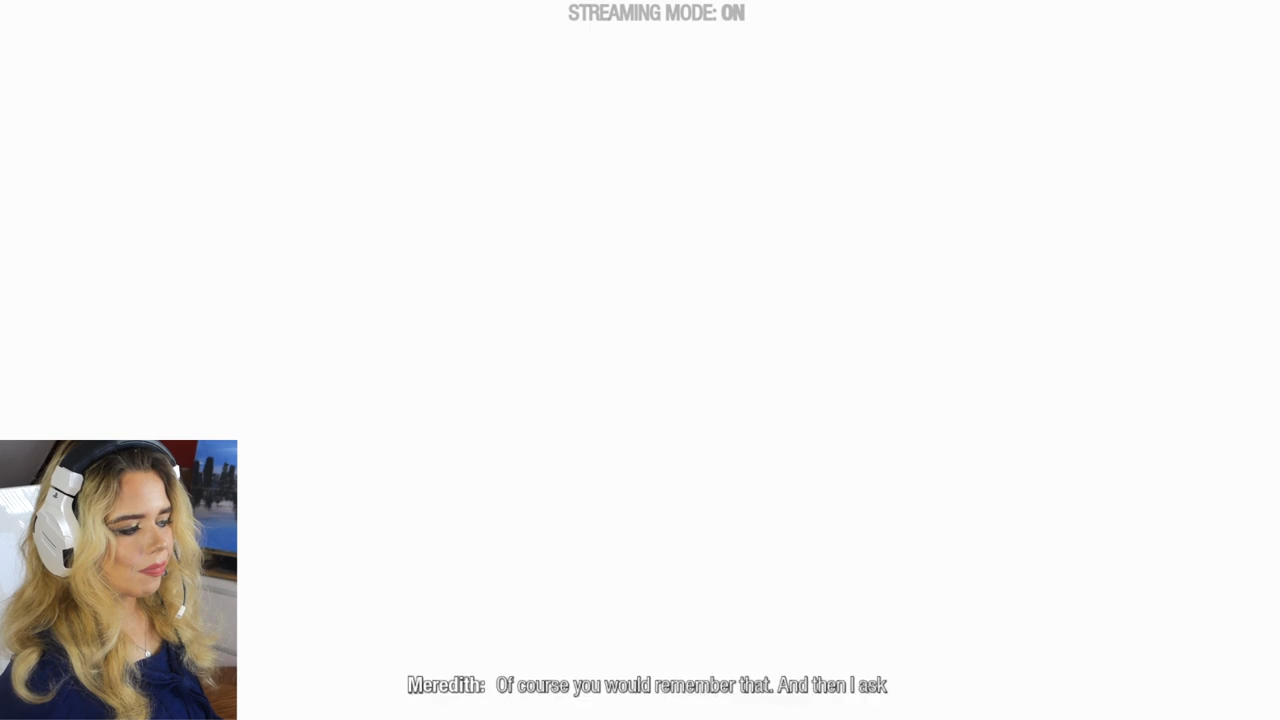 STREAMING MODE: ON
Meredith: Of course you would remember that. And then I ask